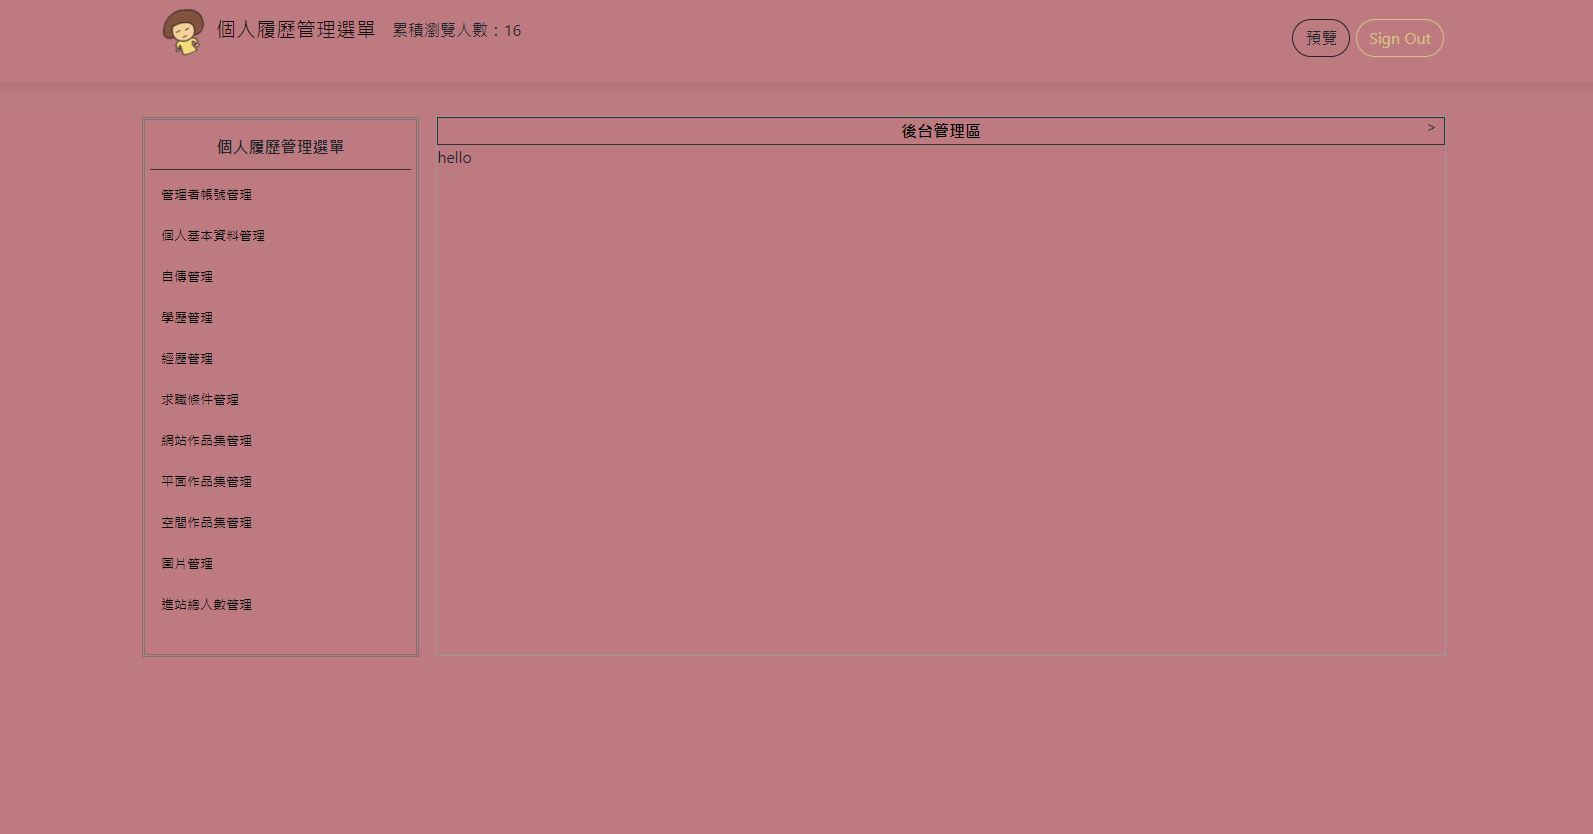 個人履歷管理選單
累積瀏覽人數：16
預覽
Sign Out
個人履歷管理選單
管理者帳號管理
個人基本資料管理
自傳管理
學歷管理
經歷管理
求職條件管理
網站作品集管理
平面作品集管理
空間作品集管理
圖片管理
進站總人數管理
後台管理區
>
hello